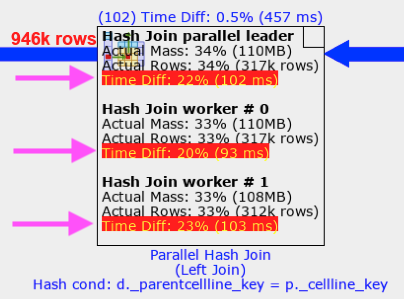 (102) Time Diff: 0.5% (457 ms)
946k rows
Hash Join parallel leader
Actual Mass: 34% (110MB)
Actual Rows: 34% (317k rows)
Time Diff: 22% (102 ms)
Hash Join worker # 0
Actual Mass: 33% (110MB)
Actual Rows: 33% (317k rows)
Time Diff: 20% (93 ms)
Hash Join worker # 1
Actual Mass: 33% (108MB)
Actual Rows: 33% (312k rows)
Time Diff: 23% (103 ms)
Parallel Hash Join
(Left Join)
Hash cond: d._parentcellline_key = p._cellline_key